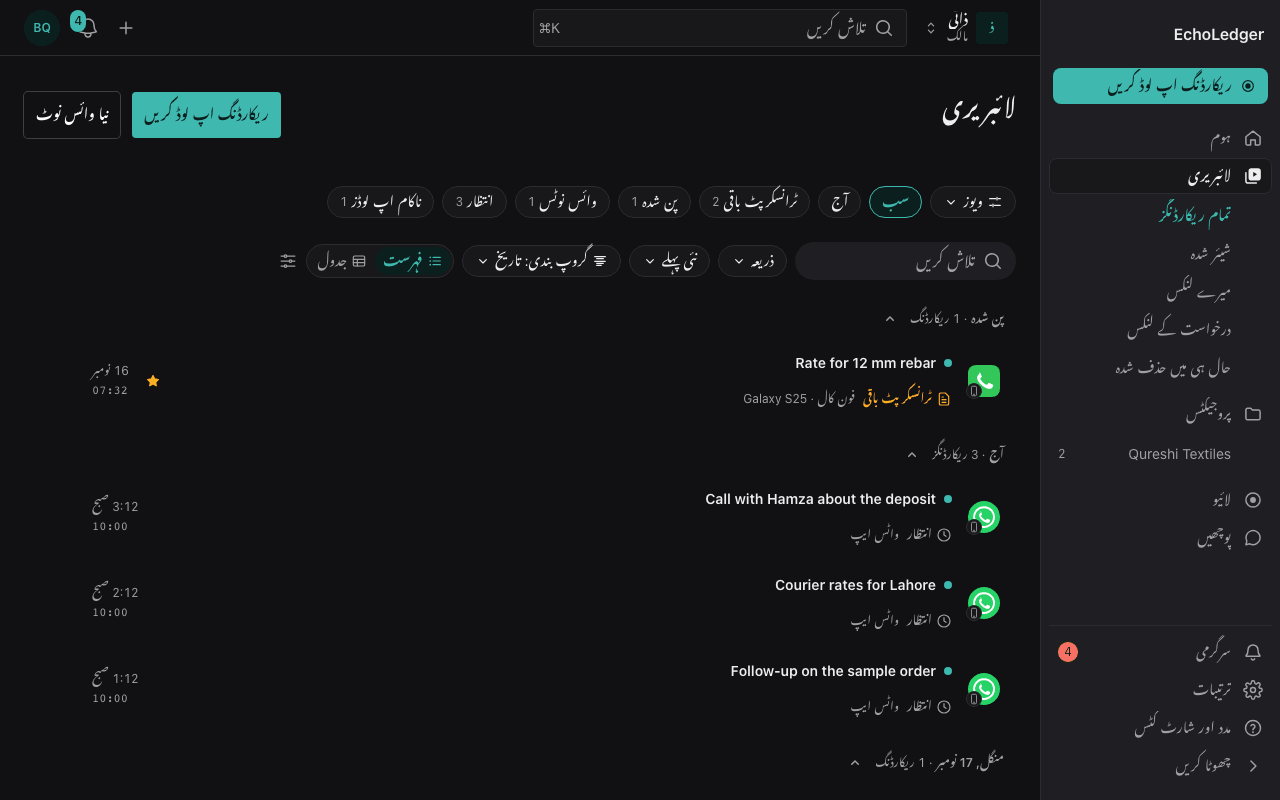 EchoLedger
ریکارڈنگ اپ لوڈ کریں
ہوم
لائبریری
تمام ریکارڈنگز
شیئر شدہ
میرے لنکس
درخواست کے لنکس
حال ہی میں حذف شدہ
پروجیکٹس
Qureshi Textiles 2
لائیو
پوچھیں
سرگرمی 4
ترتیبات
مدد اور شارٹ کٹس
چھوٹا کریں
ذ
ذاتی
مالک
تلاش کریں ⌘K
4
BQ
لائبریری
ریکارڈنگ اپ لوڈ کریں
نیا وائس نوٹ
ویوز
سب
آج
ٹرانسکرپٹ باقی 2
پن شدہ 1
وائس نوٹس 1
انتظار 3
ناکام اپ لوڈز 1
تلاش کریں
ذریعہ
نئی پہلے
گروپ بندی: تاریخ
فہرست
جدول
پن شدہ · 1 ریکارڈنگ
Rate for 12 mm rebar
ٹرانسکرپٹ باقی فون کال · Galaxy S25
16 نومبر
07:32
آج · 3 ریکارڈنگز
Call with Hamza about the deposit
انتظار واٹس ایپ
3:12 صبح
10:00
Courier rates for Lahore
انتظار واٹس ایپ
2:12 صبح
10:00
Follow-up on the sample order
انتظار واٹس ایپ
1:12 صبح
10:00
منگل, 17 نومبر · 1 ریکارڈنگ